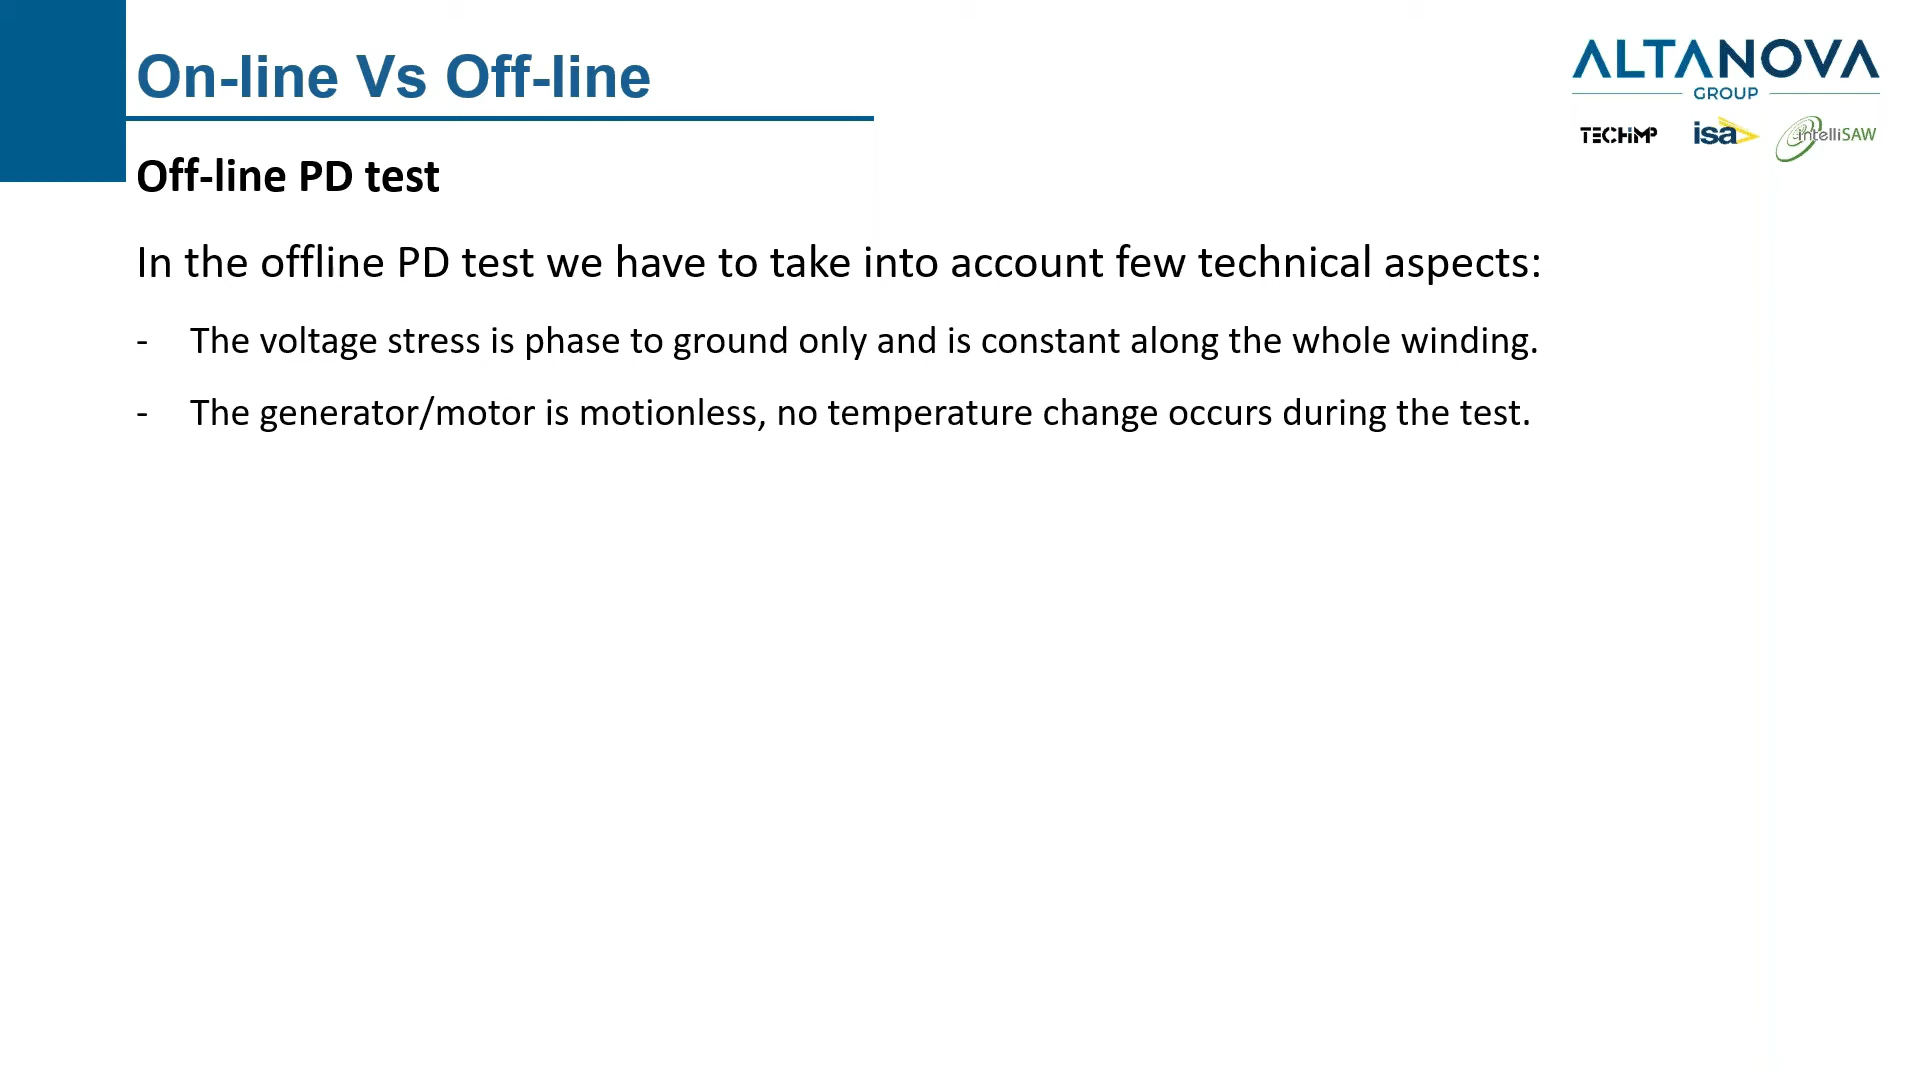 On-line Vs Off-line
ALTANOVA
GROUP
TECHIMP isa intelliSAW
Off-line PD test
In the offline PD test we have to take into account few technical aspects:
- The voltage stress is phase to ground only and is constant along the whole winding.
- The generator/motor is motionless, no temperature change occurs during the test.